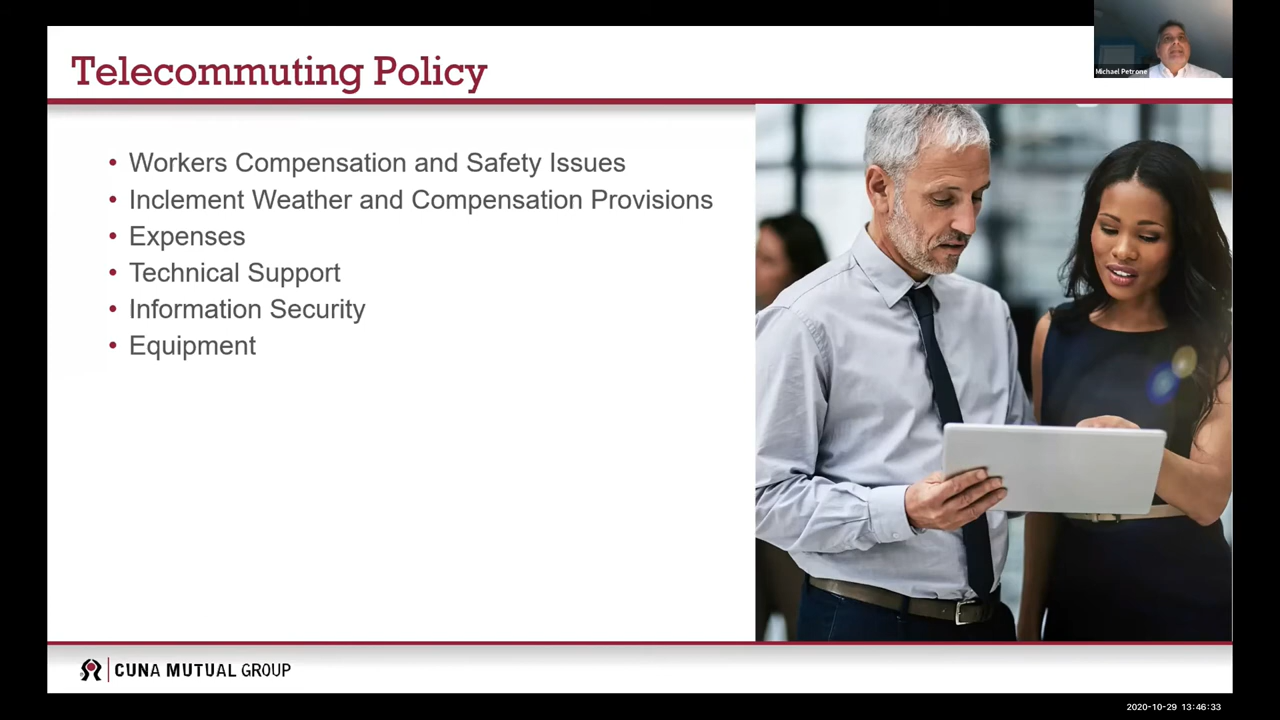 Telecommuting Policy
Michael Petrone
• Workers Compensation and Safety Issues
• Inclement Weather and Compensation Provisions
• Expenses
• Technical Support
• Information Security
• Equipment
CUNA MUTUAL GROUP
2020-10-29 13:46:33